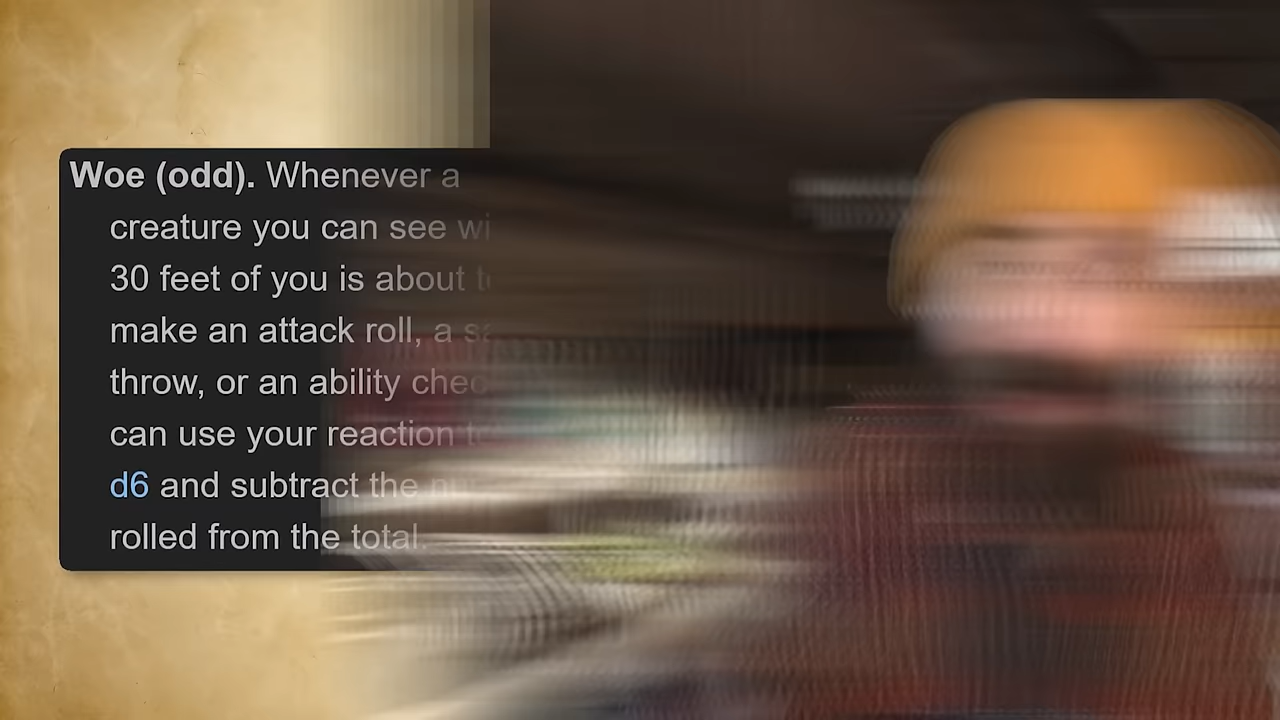 Woe (odd). Whenever a
creature you can see
30 feet of you is about
make an attack roll, a
throw, or an ability
can use your reaction
d6 and subtract the
rolled from the total.